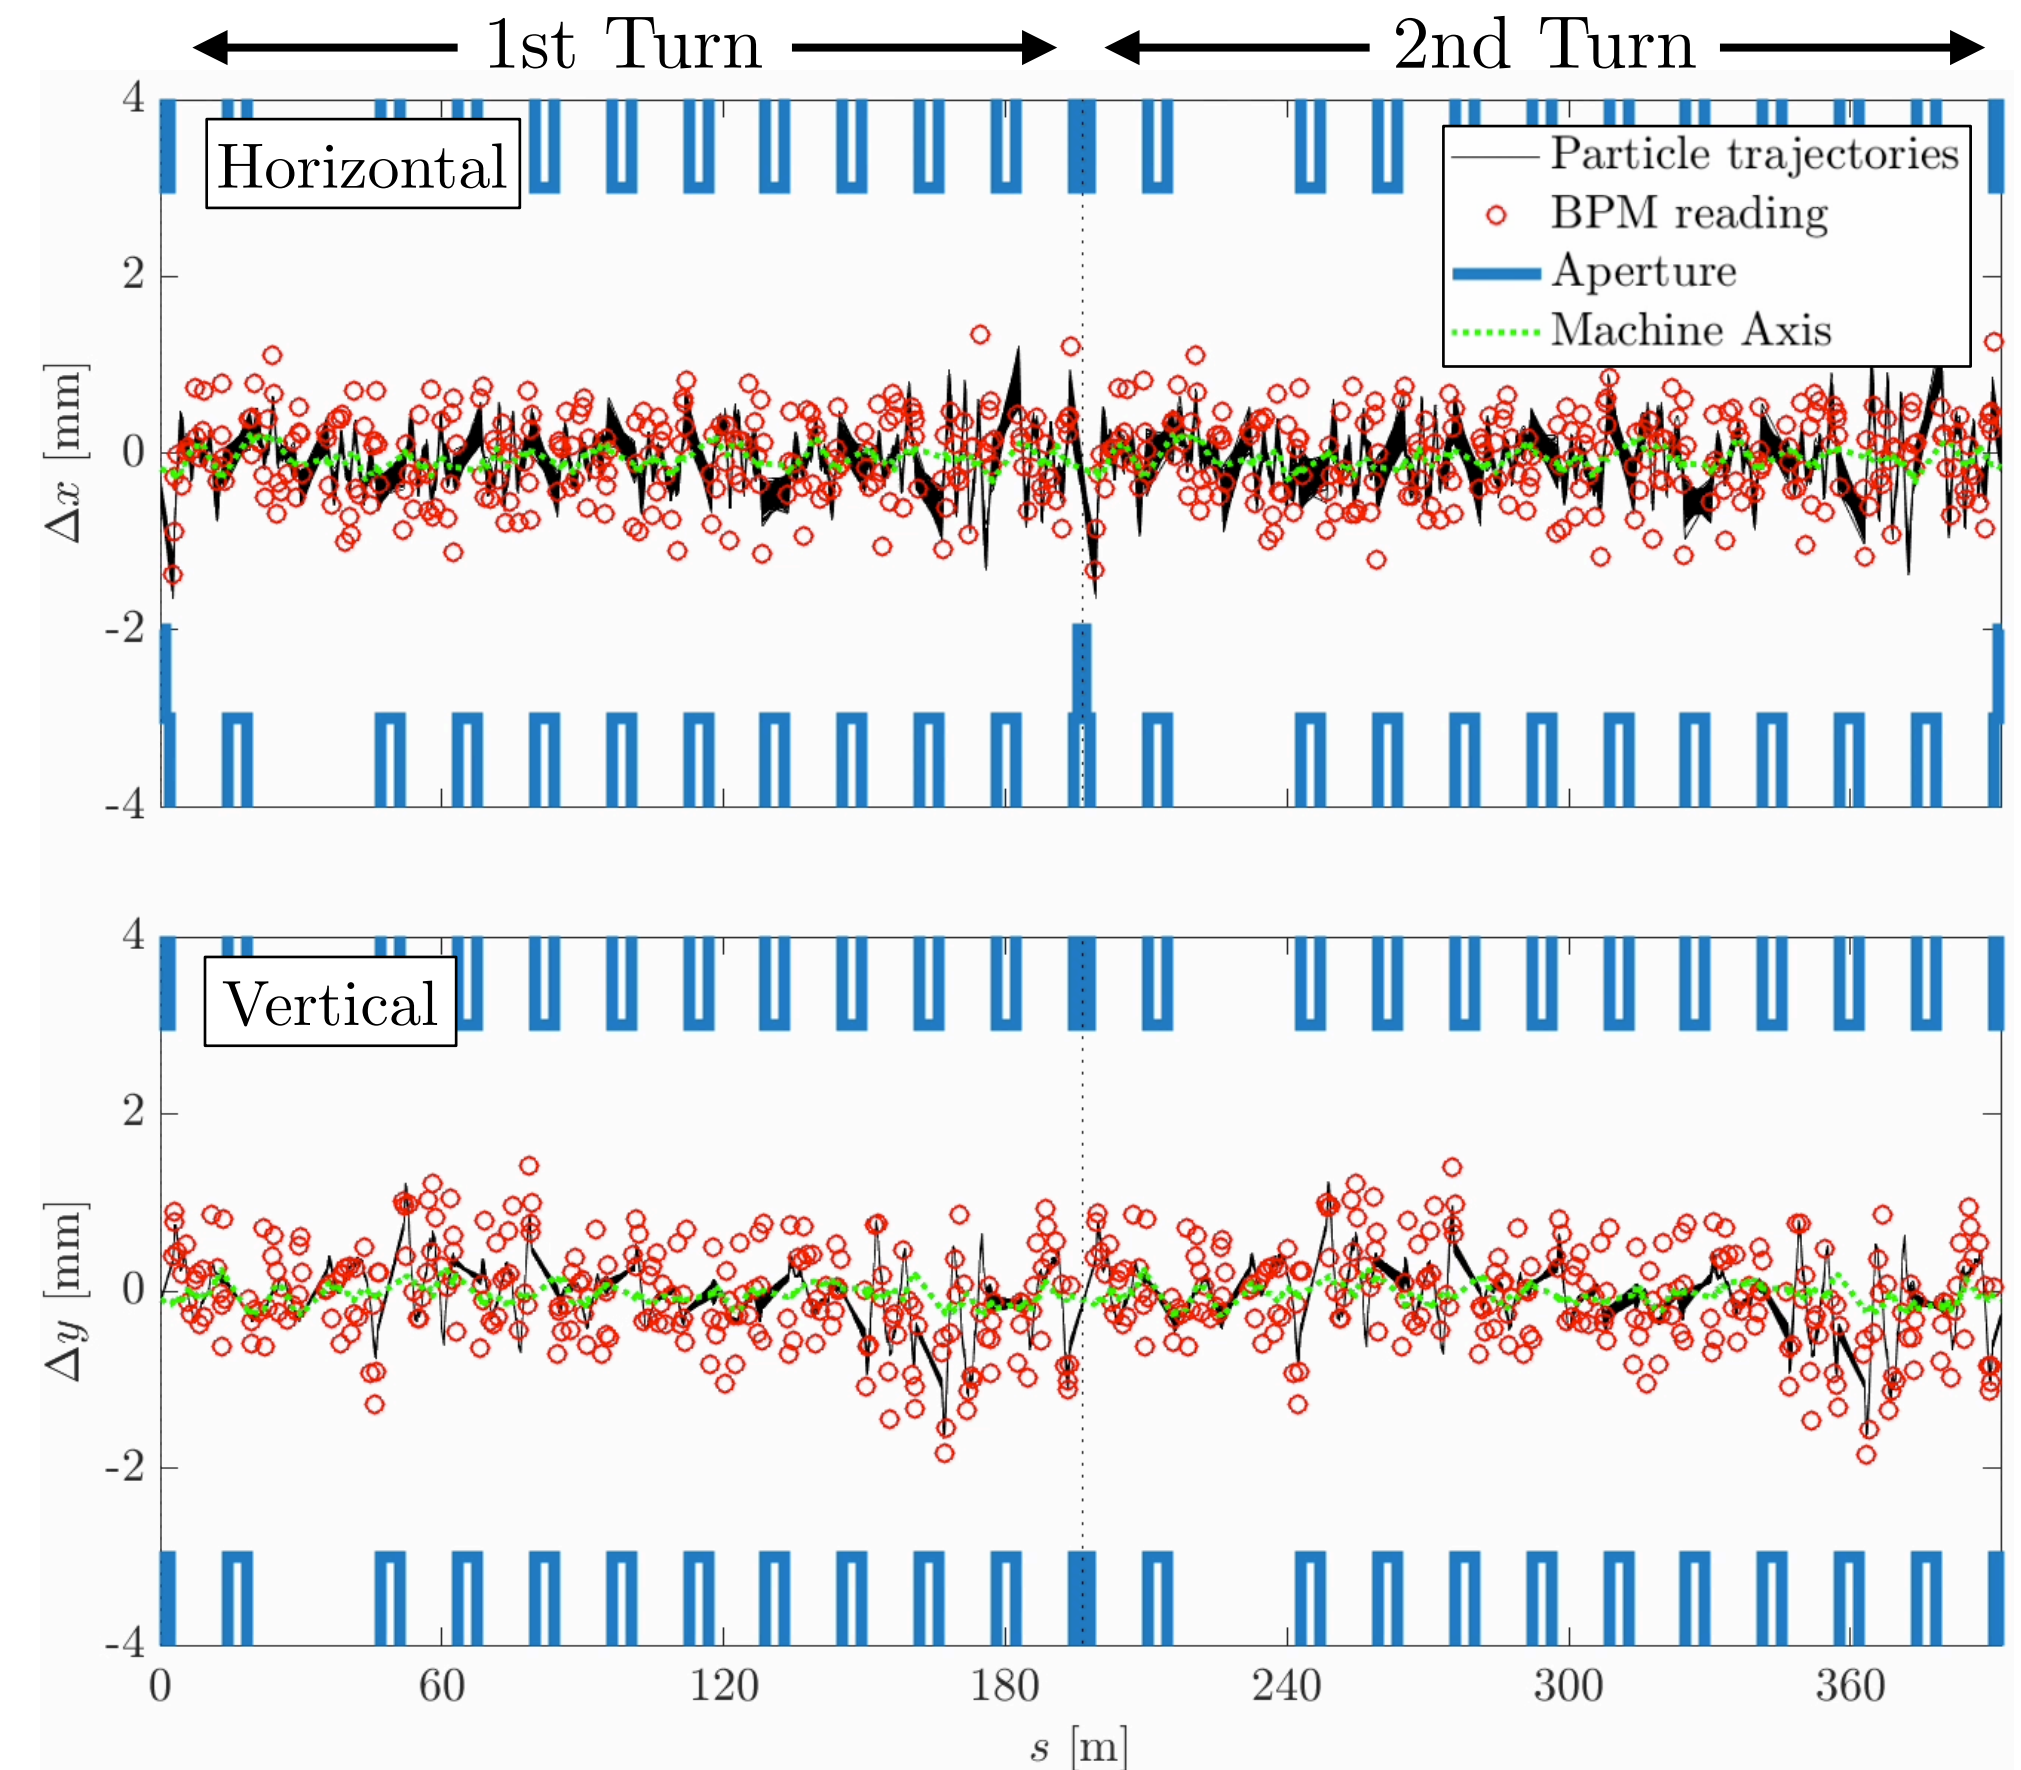 1st Turn
2nd Turn
4
Horizontal
Particle trajectories
BPM reading
Aperture
Machine Axis
2
0
-2
-4
Δx [mm]
4
Vertical
2
0
-2
-4
Δy [mm]
0 60 120 180 240 300 360
s [m]